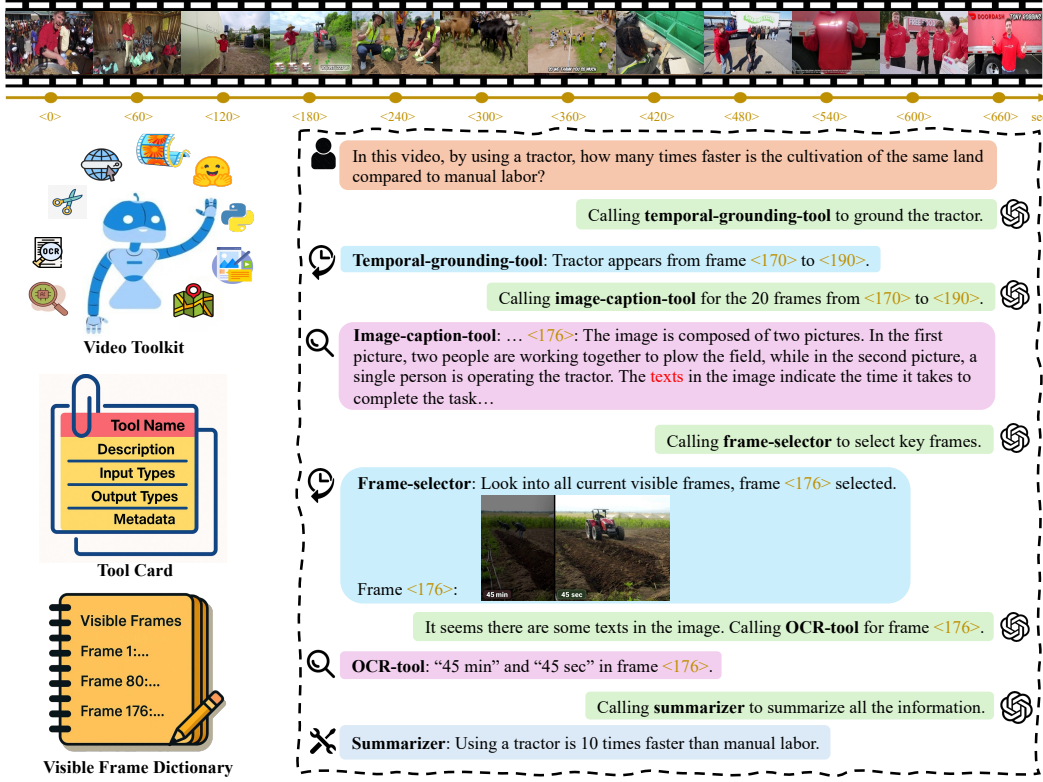 FREE
DOORDASH TONY ROBBINS
<0> <60> <120> <180> <240> <300> <360> <420> <480> <540> <600> <660>
In this video, by using a tractor, how many times faster is the cultivation of the same land
compared to manual labor?
Calling temporal-grounding-tool to ground the tractor.
Temporal-grounding-tool: Tractor appears from frame <170> to <190>.
Calling image-caption-tool for the 20 frames from <170> to <190>.
Image-caption-tool: … <176>: The image is composed of two pictures. In the first
picture, two people are working together to plow the field, while in the second picture, a
single person is operating the tractor. The texts in the image indicate the time it takes to
complete the task…
Calling frame-selector to select key frames.
Frame-selector: Look into all current visible frames, frame <176> selected.
45 min
45 sec
Frame <176>:
It seems there are some texts in the image. Calling OCR-tool for frame <176>.
OCR-tool: “45 min” and “45 sec” in frame <176>.
Calling summarizer to summarize all the information.
Summarizer: Using a tractor is 10 times faster than manual labor.
OCR
Video Toolkit
Tool Name
Description
Input Types
Output Types
Metadata
Tool Card
Visible Frames
Frame 1:...
Frame 80:...
Frame 176:...
Visible Frame Dictionary